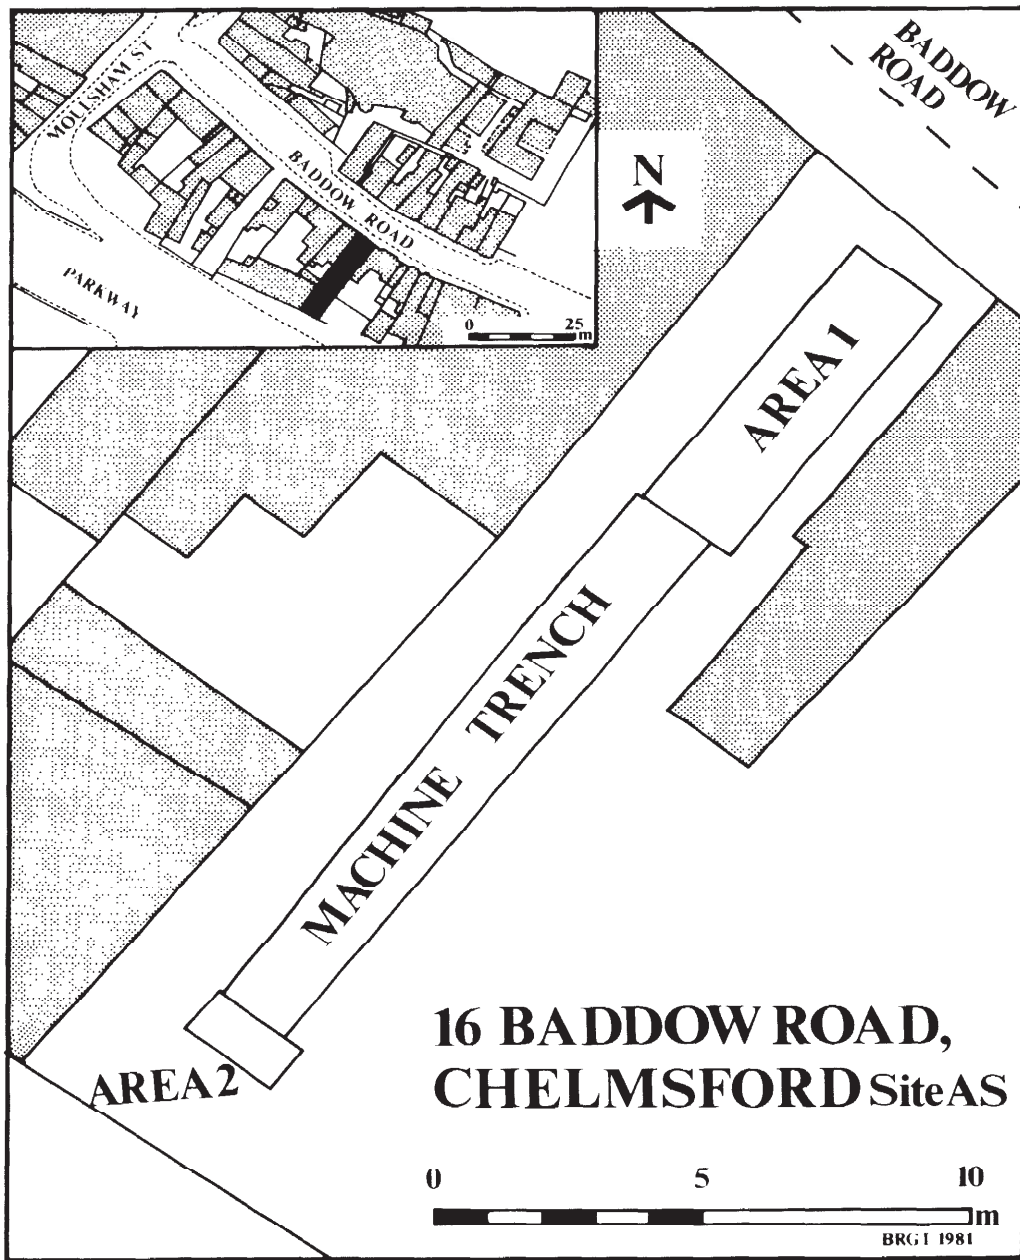 MOULSHAM ST
BADDOW ROAD
PARKWAY
0 25
m
N
BADDOW
ROAD
AREA 1
MACHINE TRENCH
AREA 2
16 BADDOW ROAD,
CHELMSFORD Site AS
0 5 10
m
1981